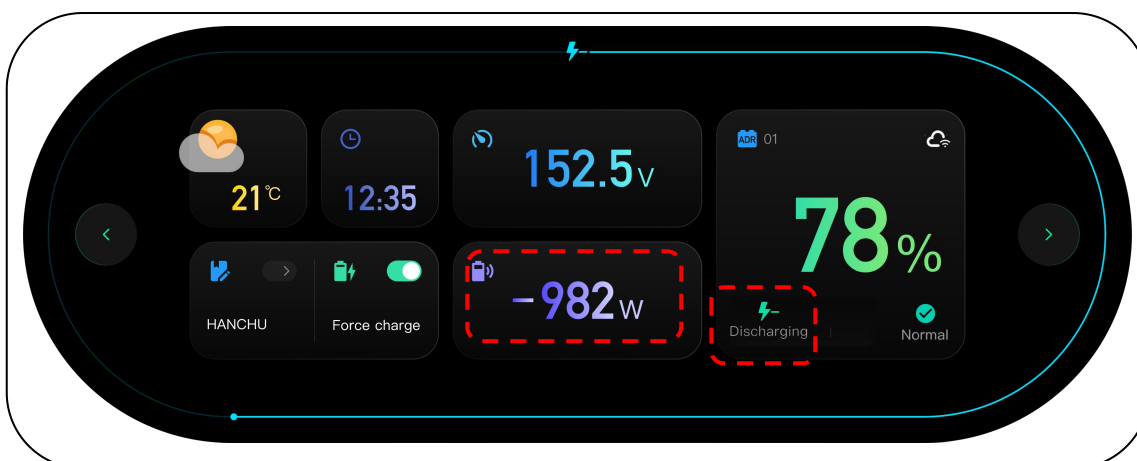 21℃
12:35
152.5V
ADR 01
78%
HANCHU
Force charge
-982W
Discharging
Normal